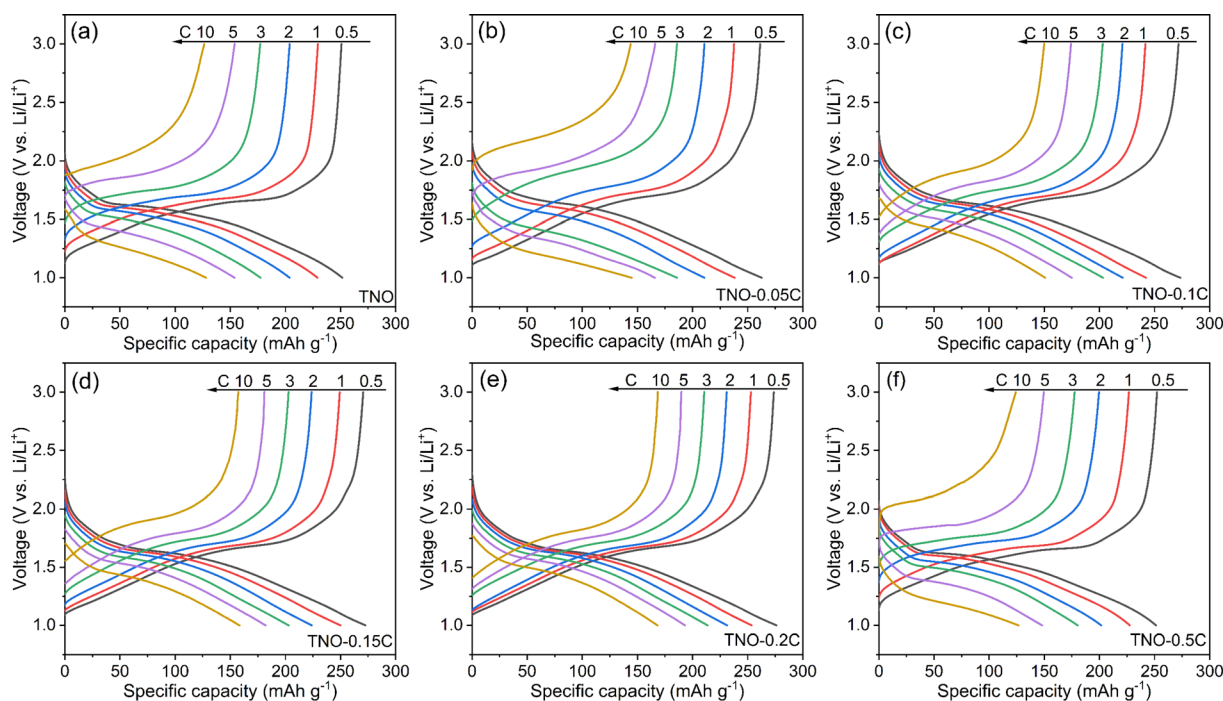 (a)
C 10 5 3 2 1 0.5
3.0
2.5
2.0
1.5
1.0
Voltage (V vs. Li/Li⁺)
TNO
0 50 100 150 200 250 300
Specific capacity (mAh g⁻¹)
(b)
C 10 5 3 2 1 0.5
3.0
2.5
2.0
1.5
1.0
Voltage (V vs. Li/Li⁺)
TNO-0.05C
0 50 100 150 200 250 300
Specific capacity (mAh g⁻¹)
(c)
C 10 5 3 2 1 0.5
3.0
2.5
2.0
1.5
1.0
Voltage (V vs. Li/Li⁺)
TNO-0.1C
0 50 100 150 200 250 300
Specific capacity (mAh g⁻¹)
(d)
C 10 5 3 2 1 0.5
3.0
2.5
2.0
1.5
1.0
Voltage (V vs. Li/Li⁺)
TNO-0.15C
0 50 100 150 200 250 300
Specific capacity (mAh g⁻¹)
(e)
C 10 5 3 2 1 0.5
3.0
2.5
2.0
1.5
1.0
Voltage (V vs. Li/Li⁺)
TNO-0.2C
0 50 100 150 200 250 300
Specific capacity (mAh g⁻¹)
(f)
C 10 5 3 2 1 0.5
3.0
2.5
2.0
1.5
1.0
Voltage (V vs. Li/Li⁺)
TNO-0.5C
0 50 100 150 200 250 300
Specific capacity (mAh g⁻¹)